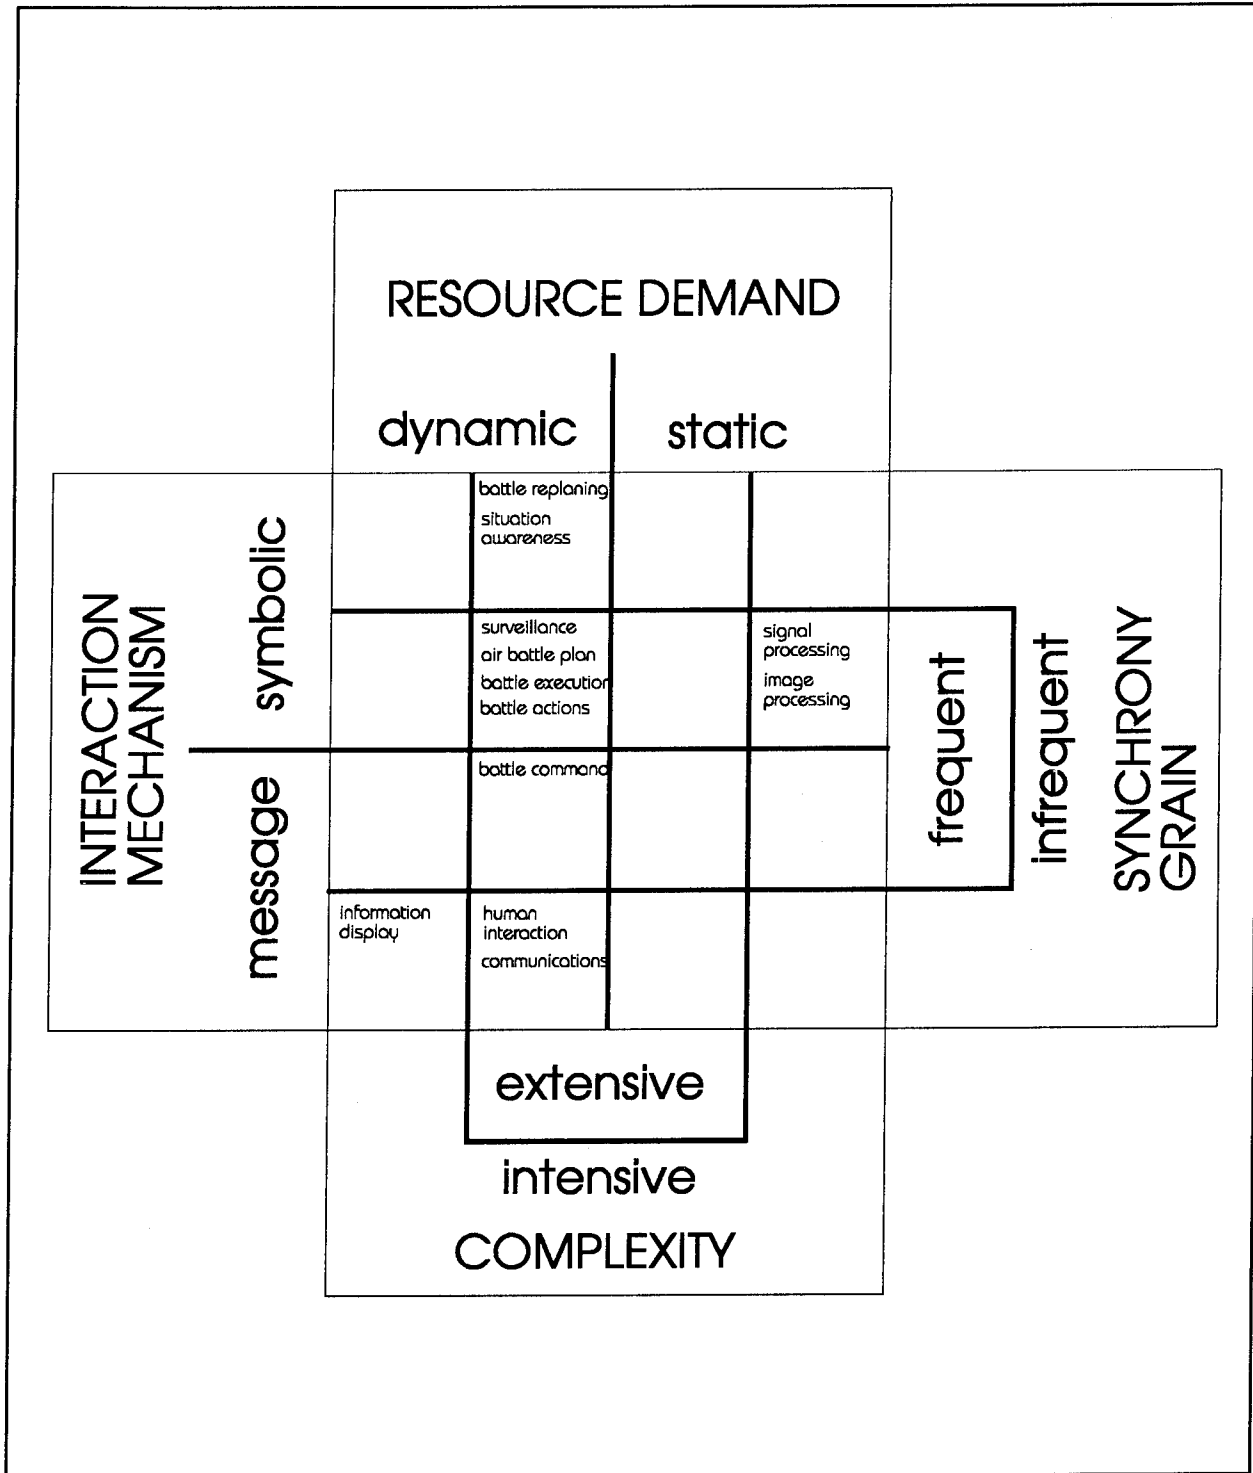 RESOURCE DEMAND
dynamic
static
INTERACTION
MECHANISM
symbolic
message
battle replaning
situation
awareness
surveillance
air battle plan
battle execution
battle actions
signal
processing
image
processing
battle command
information
display
human
interaction
communications
frequent
infrequent
SYNCHRONY
GRAIN
extensive
intensive
COMPLEXITY